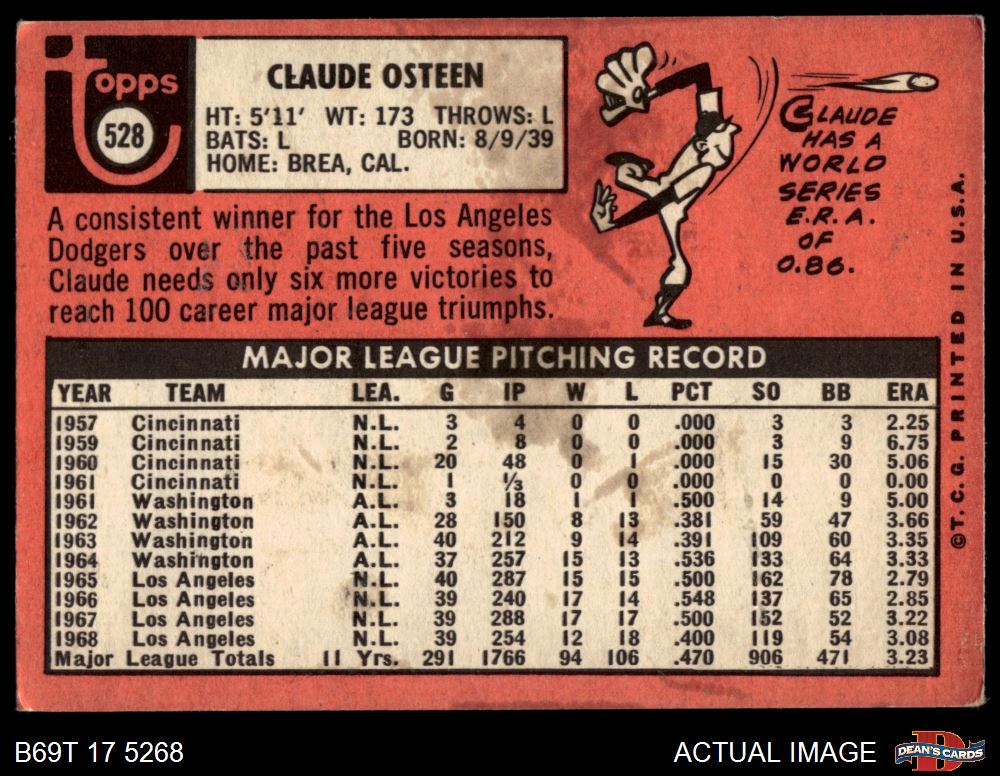 topps
528
CLAUDE OSTEEN
HT: 5'11' WT: 173 THROWS: L
BATS: L BORN: 8/9/39
HOME: BREA, CAL.
A consistent winner for the Los Angeles
Dodgers over the past five seasons,
Claude needs only six more victories to
reach 100 career major league triumphs.
CLAUDE
HAS A
WORLD
SERIES
E.R.A.
OF
0.86.
©T.C.G. PRINTED IN U.S.A.
MAJOR LEAGUE PITCHING RECORD
YEAR TEAM LEA. G IP W L PCT SO BB ERA
1957 Cincinnati N.L. 3 4 0 0 .000 3 3 2.25
1959 Cincinnati N.L. 2 8 0 0 .000 3 9 6.75
1960 Cincinnati N.L. 20 48 0 1 .000 15 30 5.06
1961 Cincinnati N.L. 1 ⅓ 0 0 .000 0 0 0.00
1961 Washington A.L. 3 18 1 1 .500 14 9 5.00
1962 Washington A.L. 28 150 8 13 .381 59 47 3.66
1963 Washington A.L. 40 212 9 14 .391 109 60 3.35
1964 Washington A.L. 37 257 15 13 .536 133 64 3.33
1965 Los Angeles N.L. 40 287 15 15 .500 162 78 2.79
1966 Los Angeles N.L. 39 240 17 14 .548 137 65 2.85
1967 Los Angeles N.L. 39 288 17 17 .500 152 52 3.22
1968 Los Angeles N.L. 39 254 12 18 .400 119 54 3.08
Major League Totals 11 Yrs. 291 1766 94 106 .470 906 471 3.23
B69T 17 5268
ACTUAL IMAGE
DEAN'S CARDS